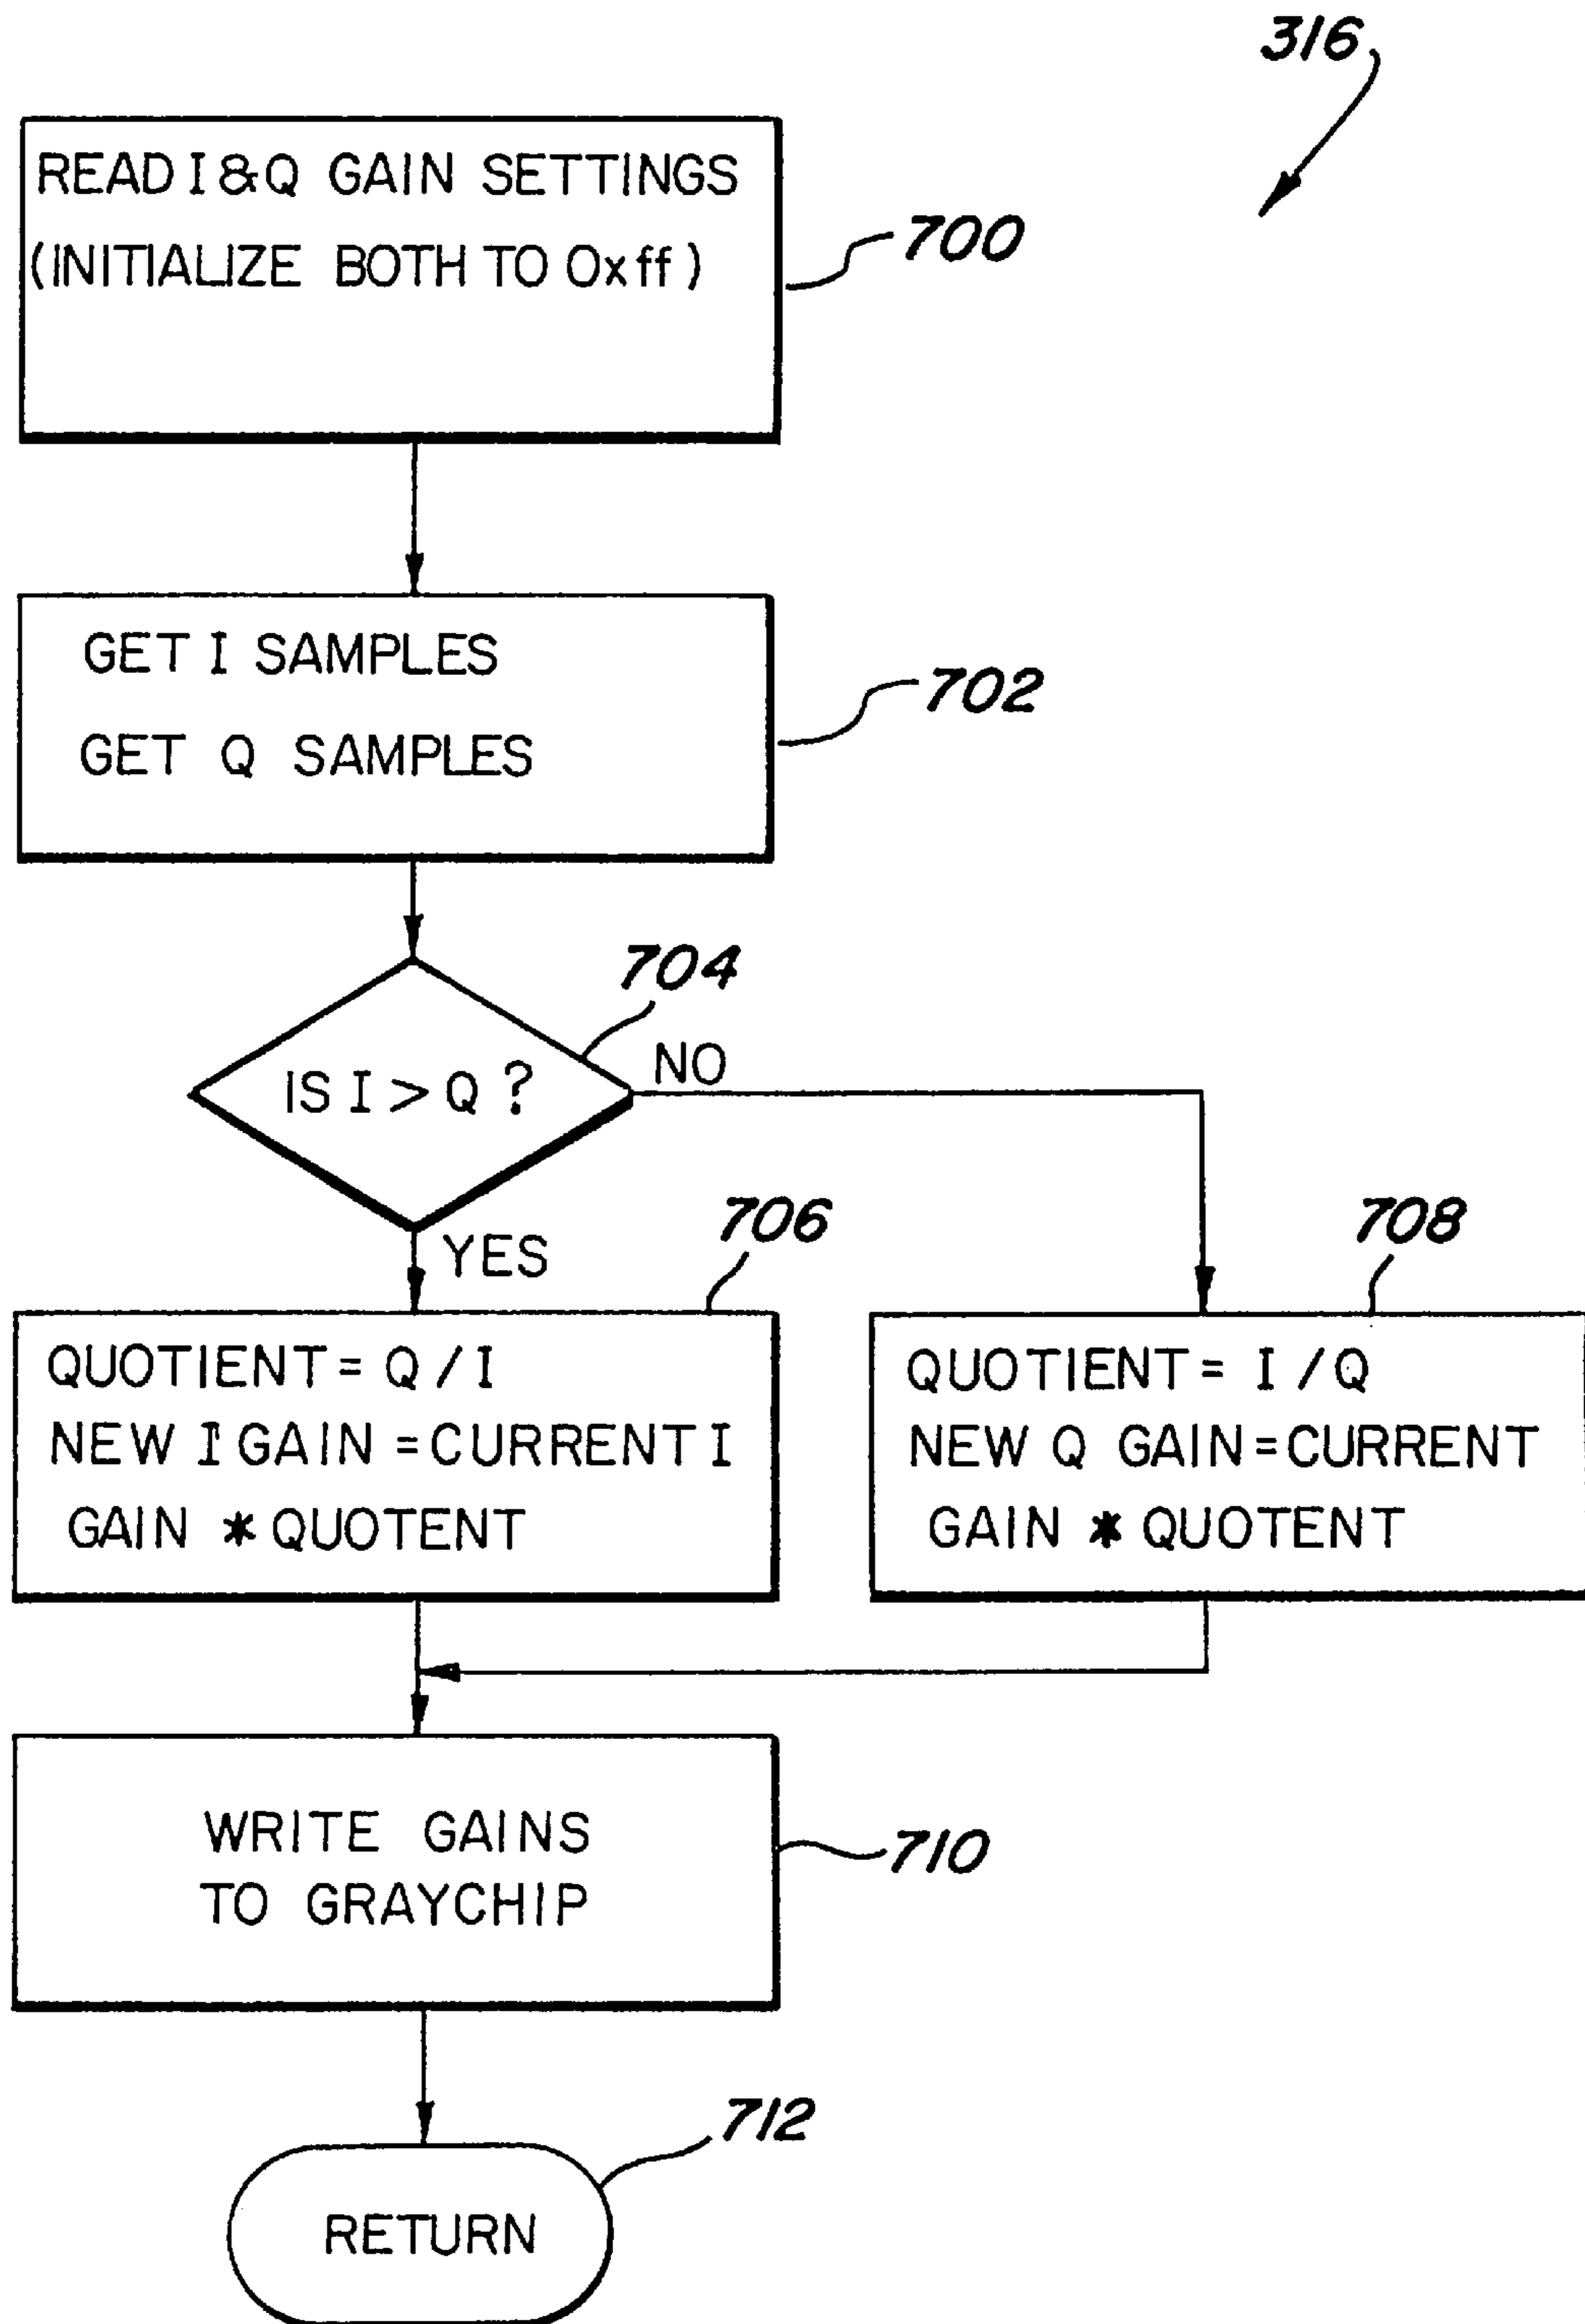 316
READ I & Q GAIN SETTINGS
(INITIALIZE BOTH TO 0xff)
700
GET I SAMPLES
GET Q SAMPLES
702
704
IS I > Q ?
NO
YES
706
QUOTIENT = Q / I
NEW I GAIN = CURRENT I
GAIN * QUOTENT
708
QUOTIENT = I / Q
NEW Q GAIN = CURRENT
GAIN * QUOTENT
WRITE GAINS
TO GRAYCHIP
710
712
RETURN